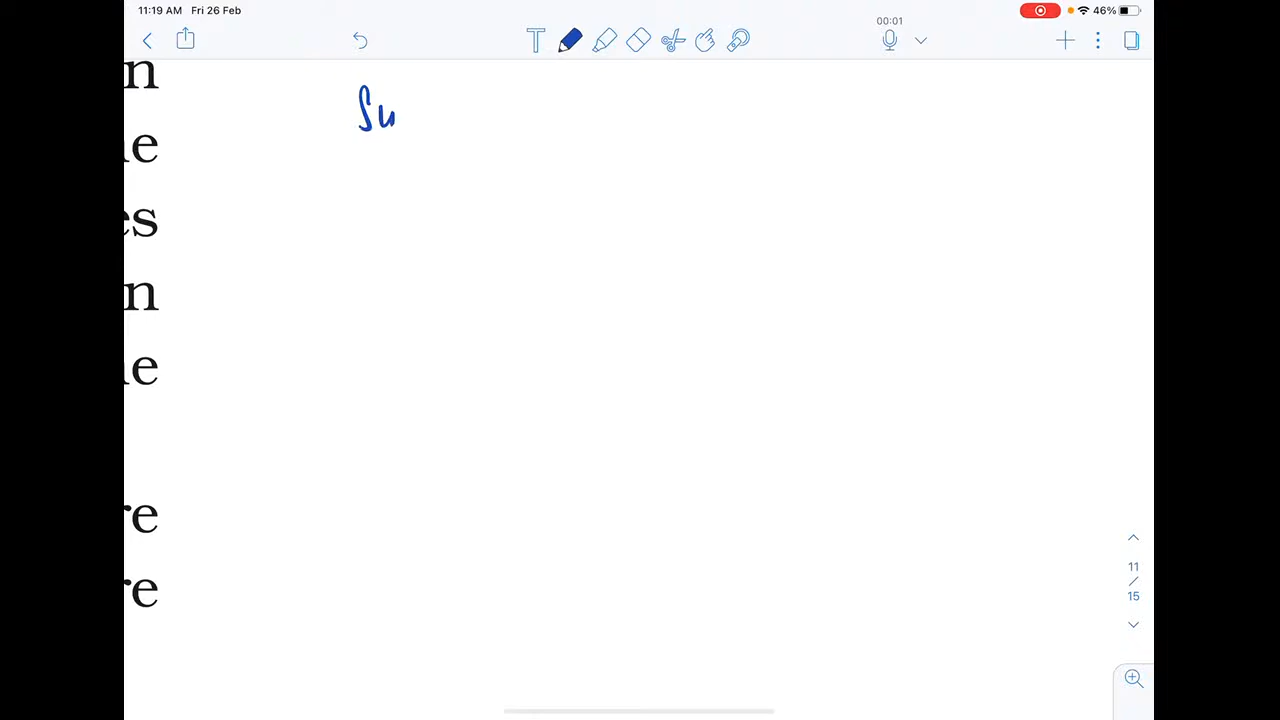 11:19 AM Fri 26 Feb
46%
00:01
T
n
Su
e
es
n
e
re
re
11
/
15